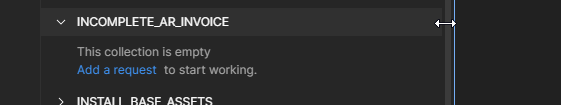 INCOMPLETE_AR_INVOICE
This collection is empty
Add a request to start working.
INSTALL_BASE_ASSETS